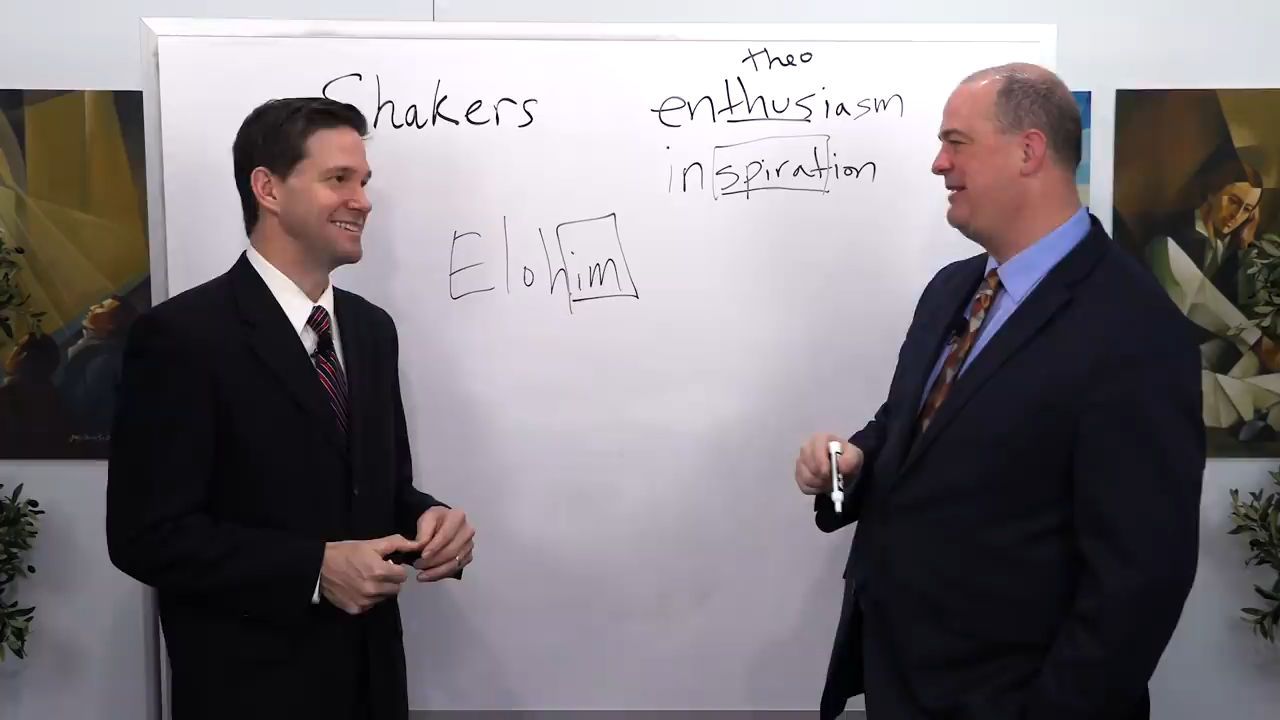 Shakers
theo
enthusiasm
inspiration
Elohim